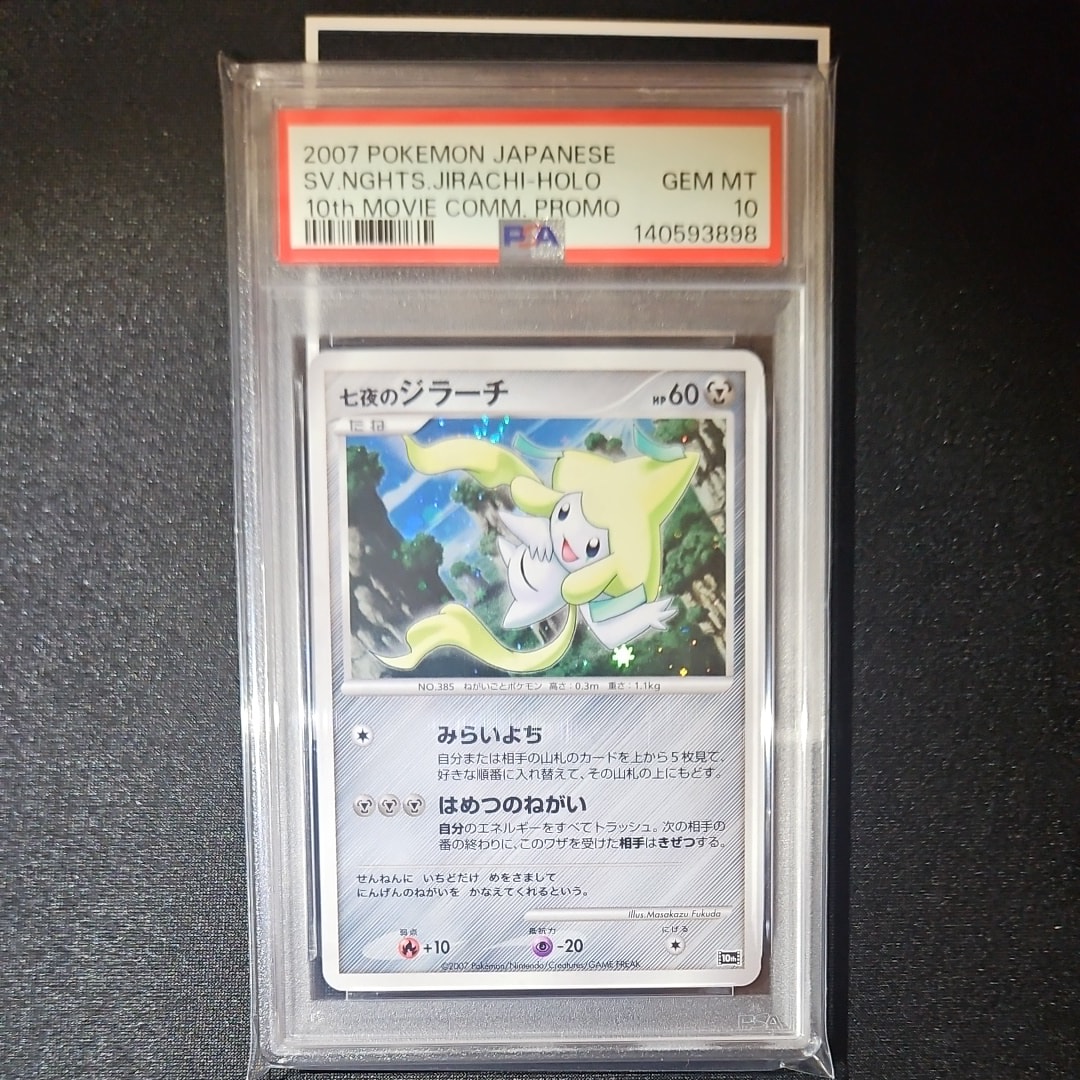 2007 POKEMON JAPANESE
SV.NGHTS.JIRACHI-HOLO GEM MT
10th MOVIE COMM. PROMO 10
PSA 140593898
七夜のジラーチ HP60
たね
NO.385 ねがいごとポケモン 高さ:0.3m 重さ:1.1kg
みらいよち
自分または相手の山札のカードを上から5枚見て、
好きな順番に入れ替えて、その山札の上にもどす。
はめつのねがい
自分のエネルギーをすべてトラッシュ。次の相手の
番の終わりに、このワザを受けた相手はきぜつする。
せんねんに いちどだけ めをさまして
にんげんのねがいを かなえてくれるという。
Illus.Masakazu Fukuda
弱点 抵抗力 にげる
+10 -20
10th
©2007 Pokémon/Nintendo/Creatures/GAME FREAK
PSA